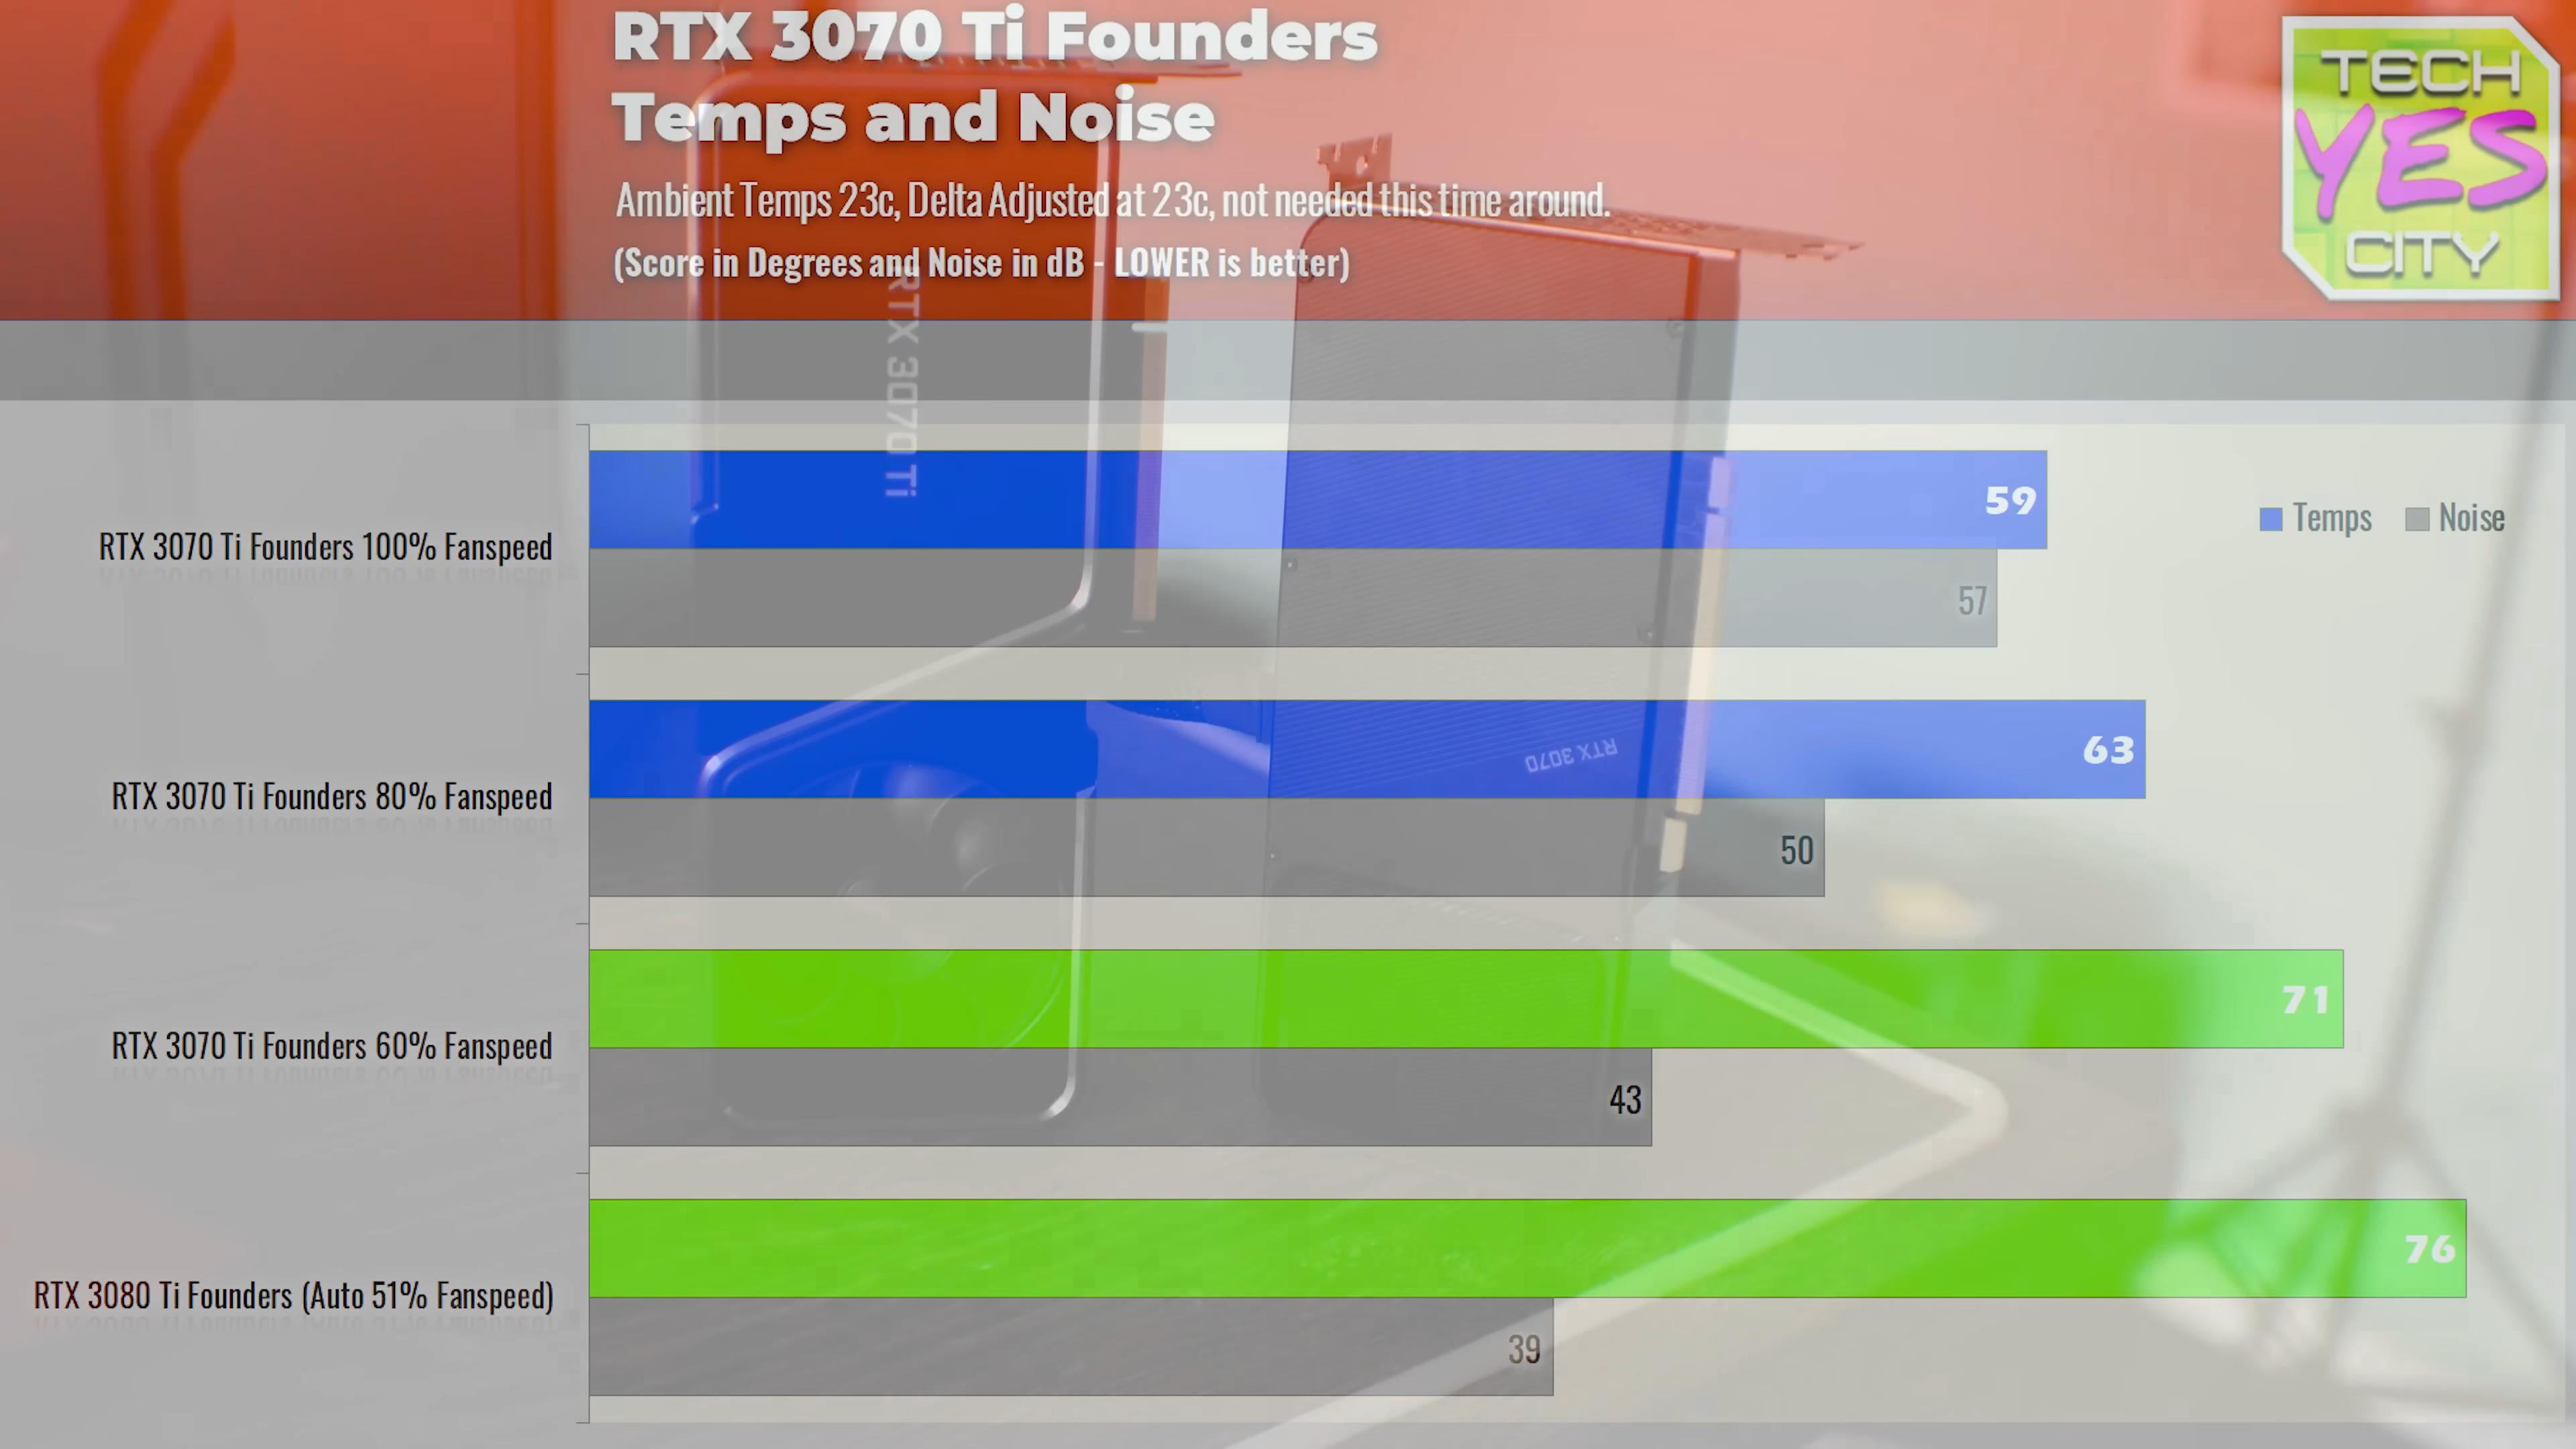 RTX 3070 Ti Founders
Temps and Noise
Ambient Temps 23c, Delta Adjusted at 23c, not needed this time around.
(Score in Degrees and Noise in dB - LOWER is better)
TECH
YES
CITY
RTX 3070 Ti
Temps
Noise
RTX 3070 Ti Founders 100% Fanspeed
59
57
RTX 3070 Ti Founders 80% Fanspeed
63
50
RTX 3070
RTX 3070 Ti Founders 60% Fanspeed
71
43
RTX 3080 Ti Founders (Auto 51% Fanspeed)
76
39